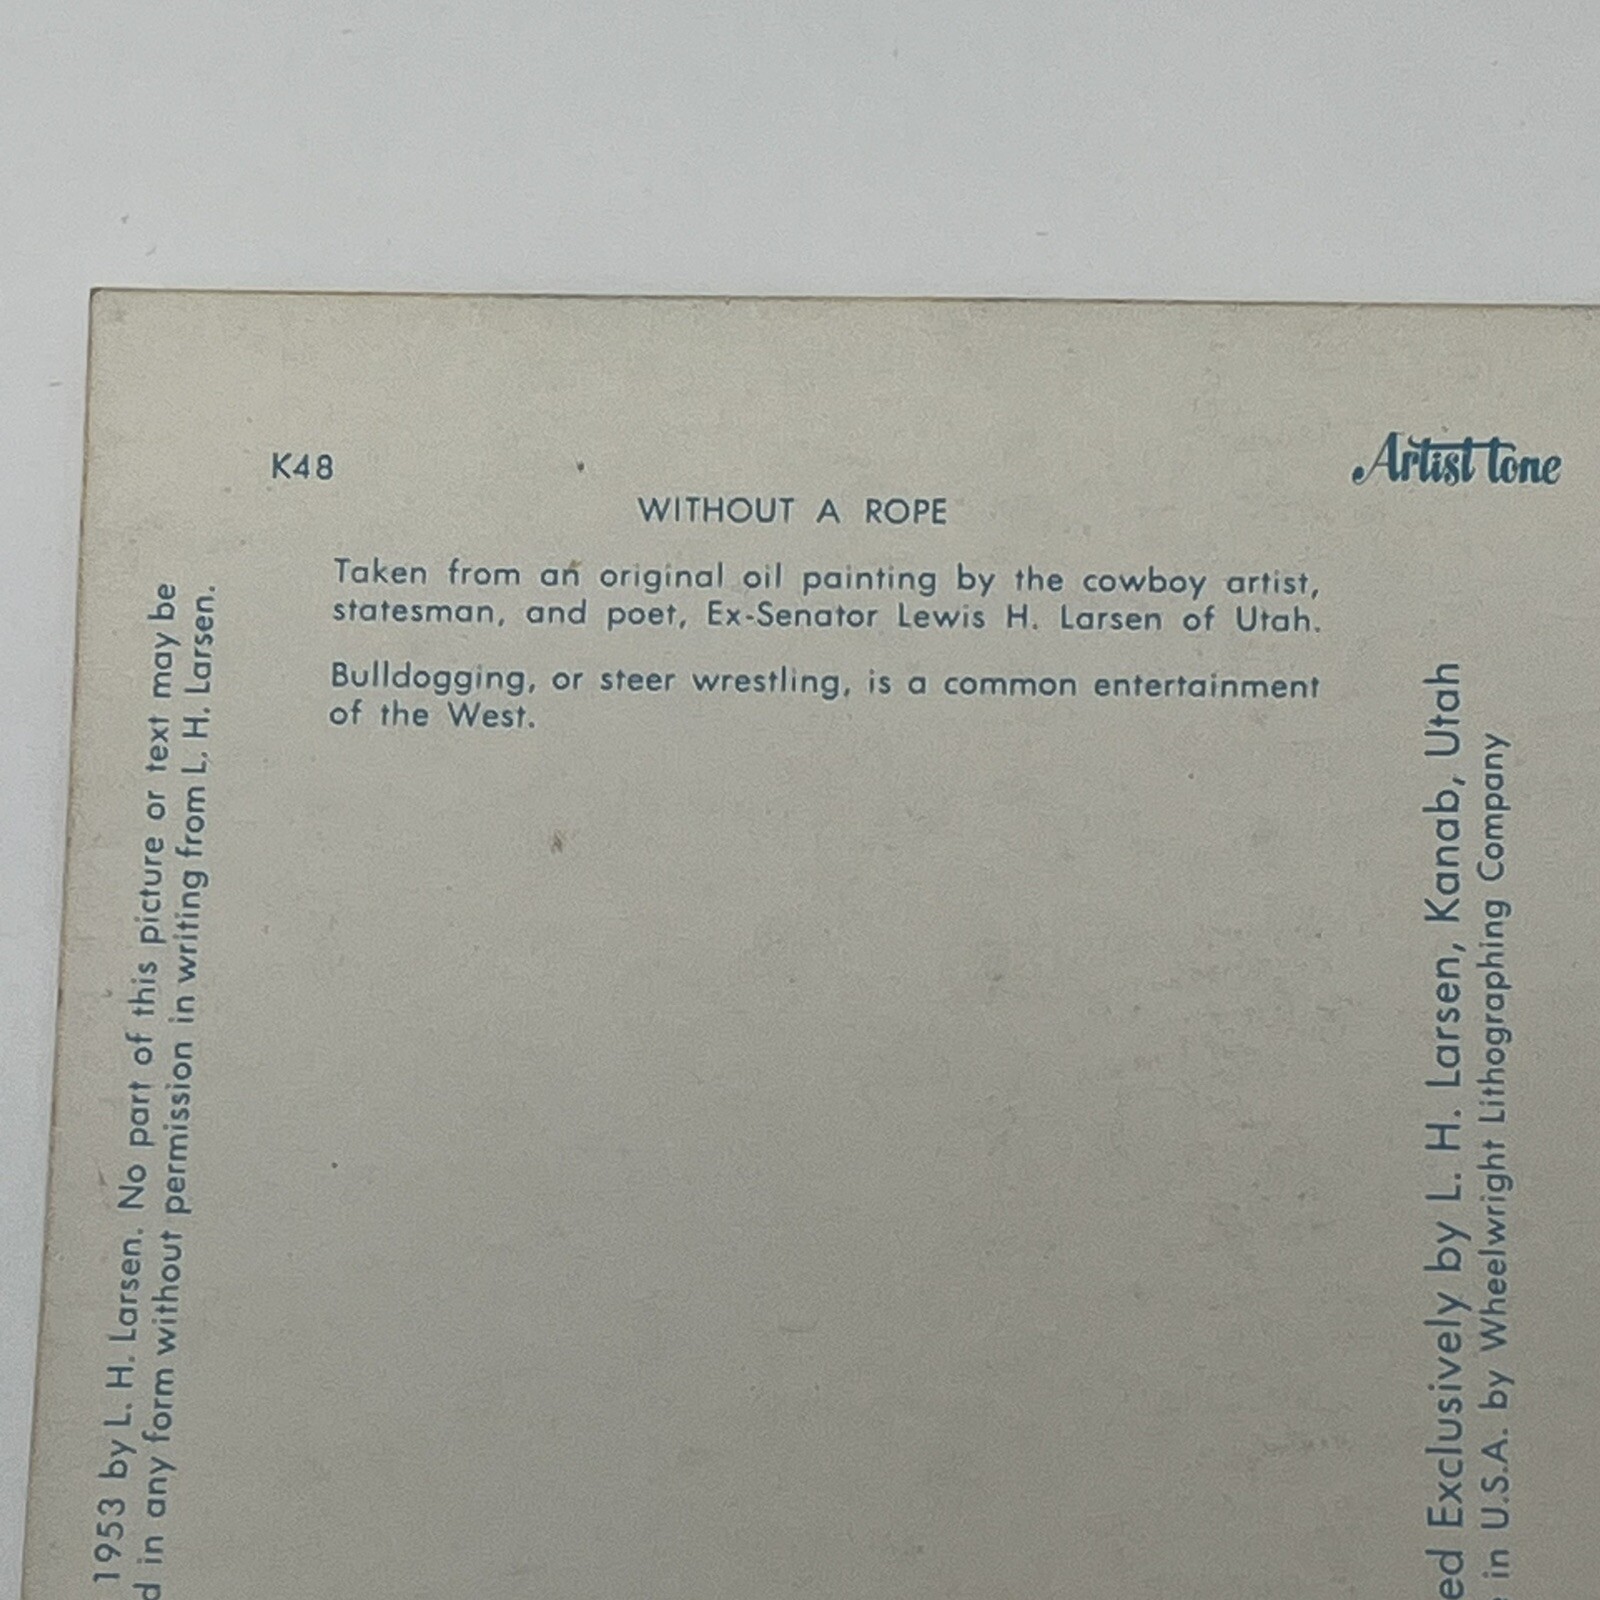 K48
Artist tone
WITHOUT A ROPE
Taken from an original oil painting by the cowboy artist,
statesman, and poet, Ex-Senator Lewis H. Larsen of Utah.
Bulldogging, or steer wrestling, is a common entertainment
of the West.
1953 by L. H. Larsen. No part of this picture or text may be
in any form without permission in writing from L. H. Larsen.
Exclusively by L. H. Larsen, Kanab, Utah
in U.S.A. by Wheelwright Lithographing Company